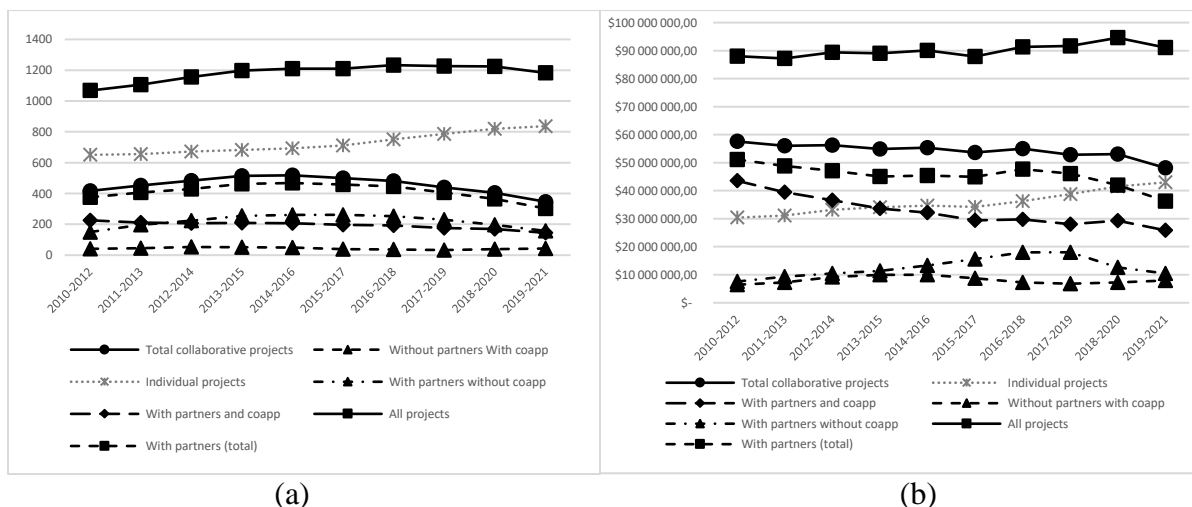 1400
1200
1000
800
600
400
200
0
2010-2012
2011-2013
2012-2014
2013-2015
2014-2016
2015-2017
2016-2018
2017-2019
2018-2020
2019-2021
Total collaborative projects
Without partners With coapp
Individual projects
With partners without coapp
With partners and coapp
All projects
With partners (total)
(a)
$100 000 000,00
$90 000 000,00
$80 000 000,00
$70 000 000,00
$60 000 000,00
$50 000 000,00
$40 000 000,00
$30 000 000,00
$20 000 000,00
$10 000 000,00
$-
2010-2012
2011-2013
2012-2014
2013-2015
2014-2016
2015-2017
2016-2018
2017-2019
2018-2020
2019-2021
Total collaborative projects
Individual projects
With partners and coapp
Without partners with coapp
With partners without coapp
All projects
With partners (total)
(b)